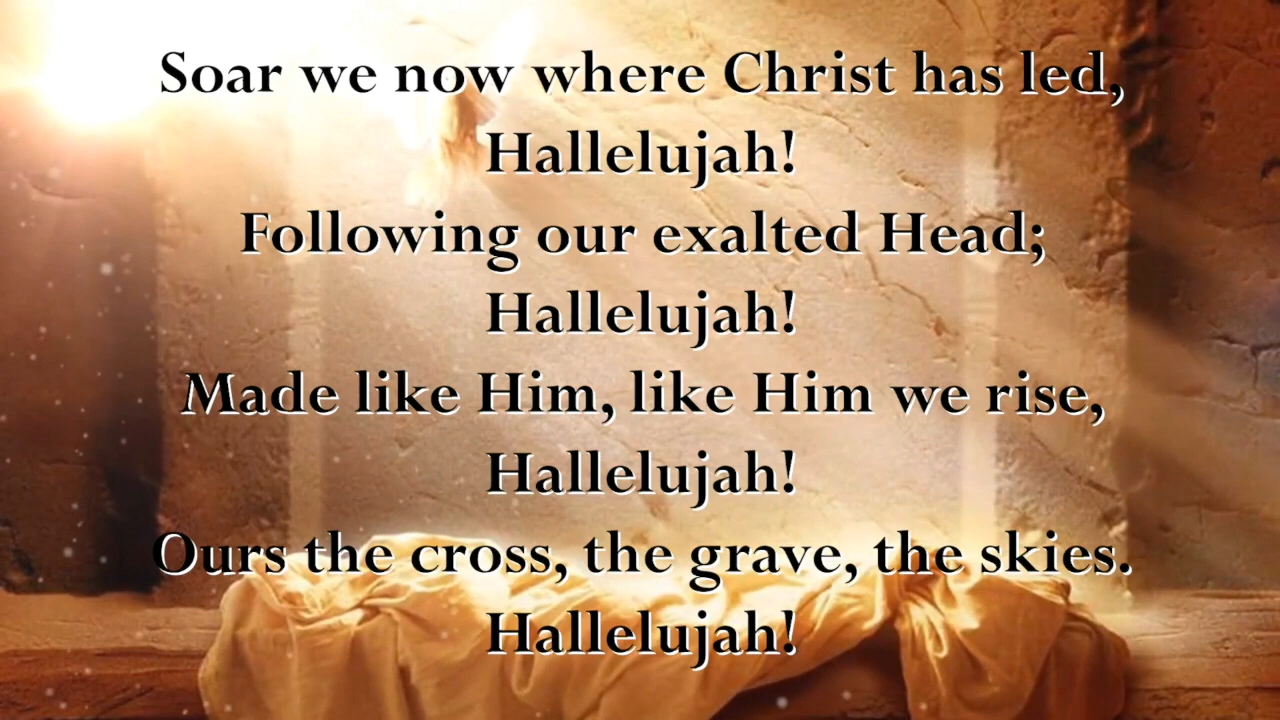 Soar we now where Christ has led,
Hallelujah!
Following our exalted Head;
Hallelujah!
Made like Him, like Him we rise,
Hallelujah!
Ours the cross, the grave, the skies.
Hallelujah!